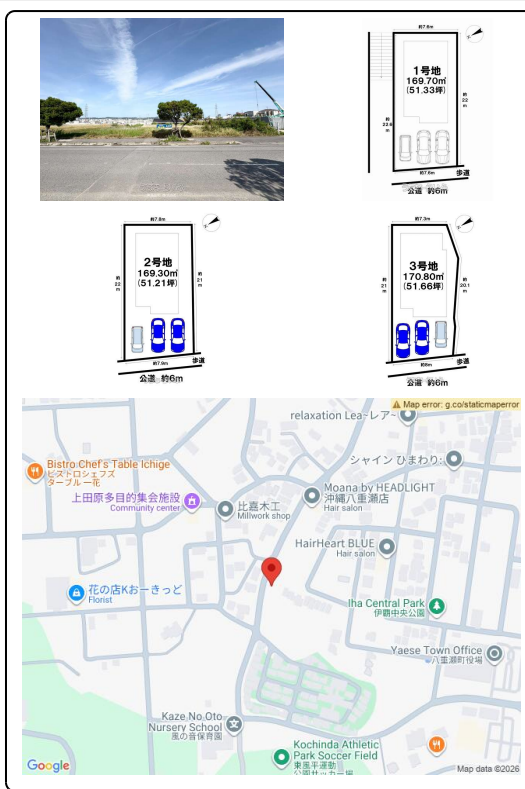 約7.6m
1号地
169.70㎡
(51.33坪)
約22.6m
約22m
約7.6m
歩道
公道 約6m
約7.8m
2号地
169.30㎡
(51.21坪)
約22m
約21m
約7.9m
歩道
公道 約6m
約7.3m
3号地
170.80㎡
(51.66坪)
約21m
約20.1m
約8m
歩道
公道 約6m
Map error: g.co/staticmaperror
relaxation Lea~レア~
シャイン ひまわり:
Bistro Chef's Table Ichige
ビストロシェフズ
テーブル 一花
上田原多目的集会施設
Community center
比嘉木工
Millwork shop
Moana by HEADLIGHT
沖縄八重瀬店
Hair salon
HairHeart BLUE
Hair salon
花の店Kおーきっど
Florist
Iha Central Park
伊覇中央公園
Yaese Town Office
八重瀬町役場
Kaze No Oto
Nursery School
風の音保育園
Kochinda Athletic
Park Soccer Field
東風平運動
公園サッカー場
Google
Map data ©2026